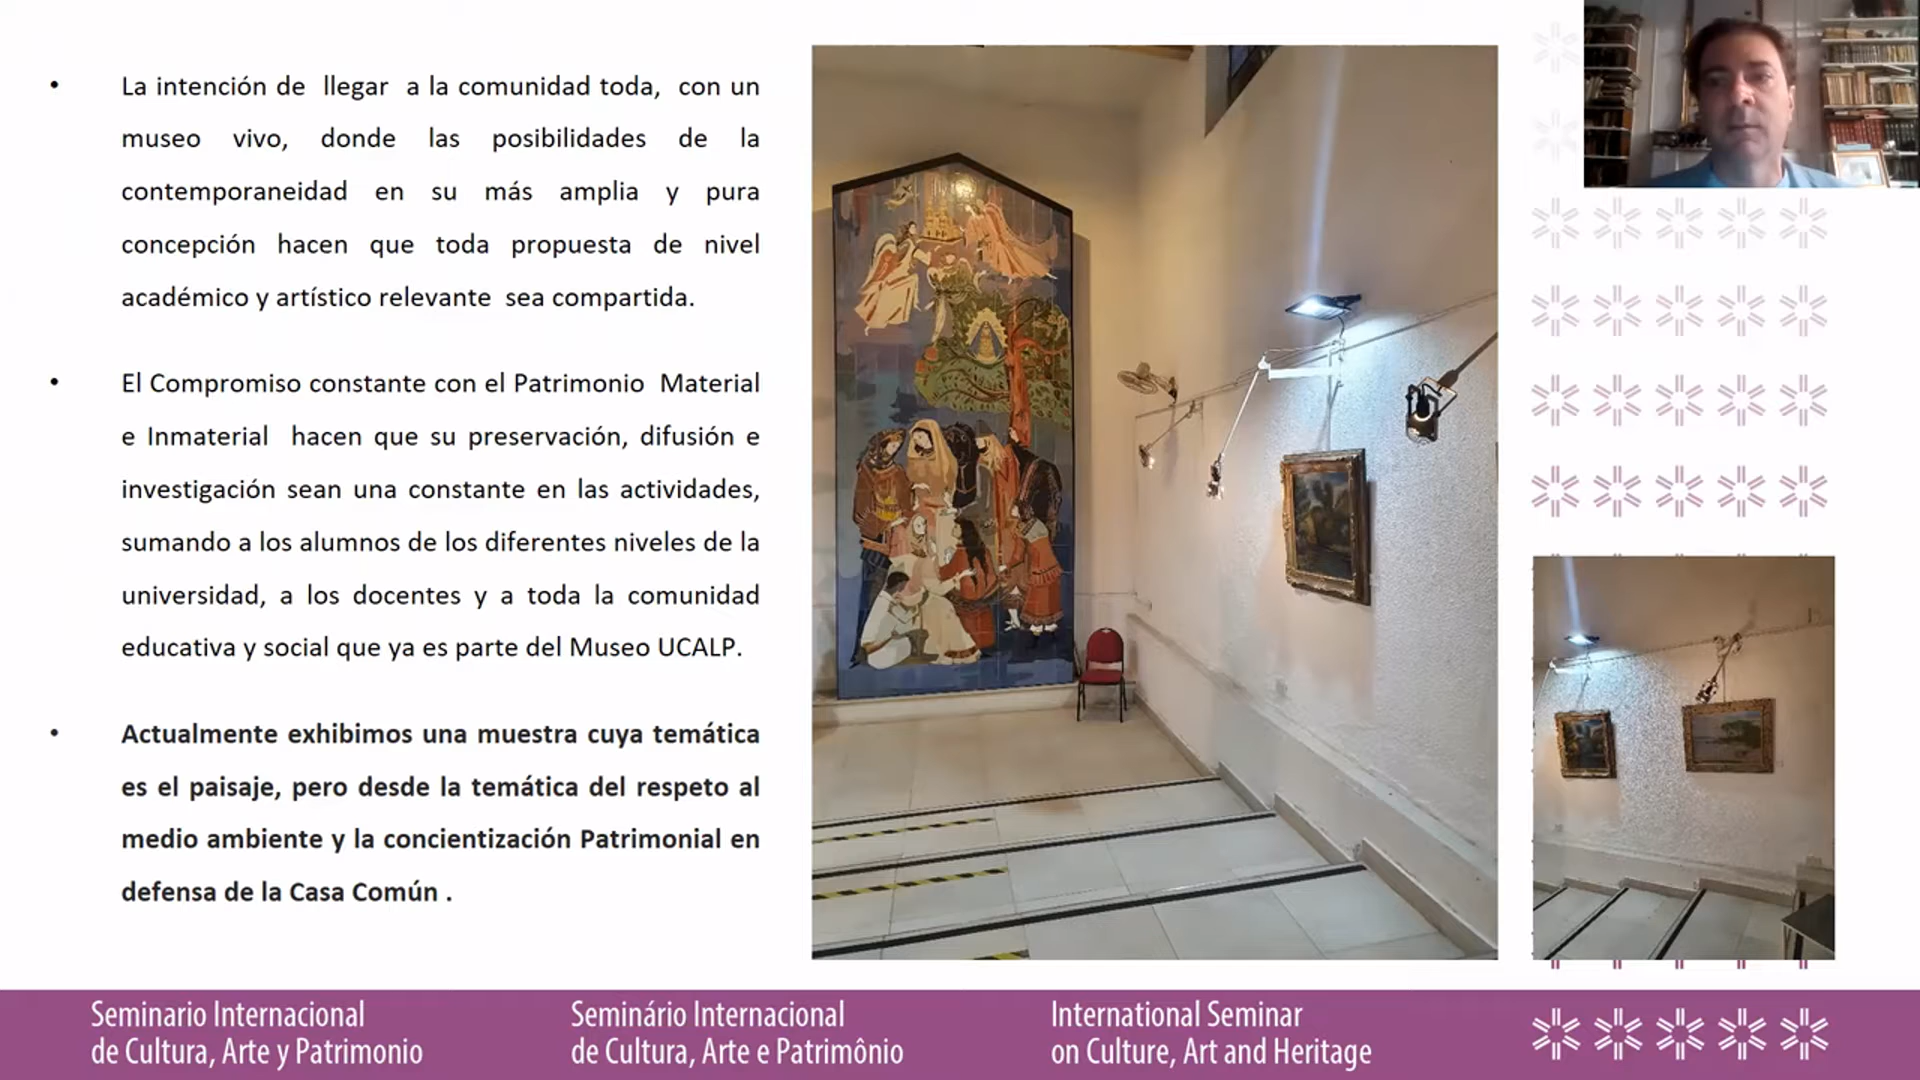 • La intención de llegar a la comunidad toda, con un
museo vivo, donde las posibilidades de la
contemporaneidad en su más amplia y pura
concepción hacen que toda propuesta de nivel
académico y artístico relevante sea compartida.
• El Compromiso constante con el Patrimonio Material
e Inmaterial hacen que su preservación, difusión e
investigación sean una constante en las actividades,
sumando a los alumnos de los diferentes niveles de la
universidad, a los docentes y a toda la comunidad
educativa y social que ya es parte del Museo UCALP.
• Actualmente exhibimos una muestra cuya temática
es el paisaje, pero desde la temática del respeto al
medio ambiente y la concientización Patrimonial en
defensa de la Casa Común .
Seminario Internacional
de Cultura, Arte y Patrimonio
Seminário Internacional
de Cultura, Arte e Patrimônio
International Seminar
on Culture, Art and Heritage